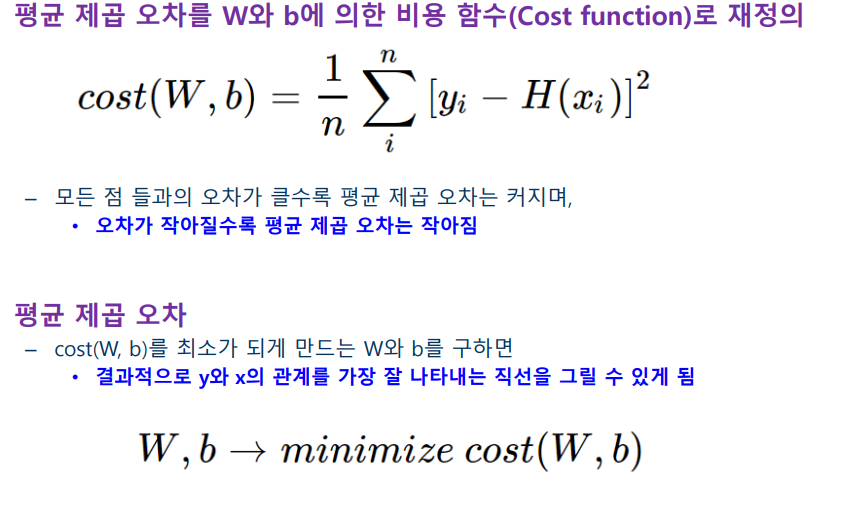 평균 제곱 오차를 W와 b에 의한 비용 함수(Cost function)로 재정의
cost(W, b) = \frac{1}{n} \sum_{i}^{n} [y_i − H(x_i)]^2
– 모든 점 들과의 오차가 클수록 평균 제곱 오차는 커지며,
• 오차가 작아질수록 평균 제곱 오차는 작아짐
평균 제곱 오차
– cost(W, b)를 최소가 되게 만드는 W와 b를 구하면
• 결과적으로 y와 x의 관계를 가장 잘 나타내는 직선을 그릴 수 있게 됨
W, b → minimize cost(W, b)